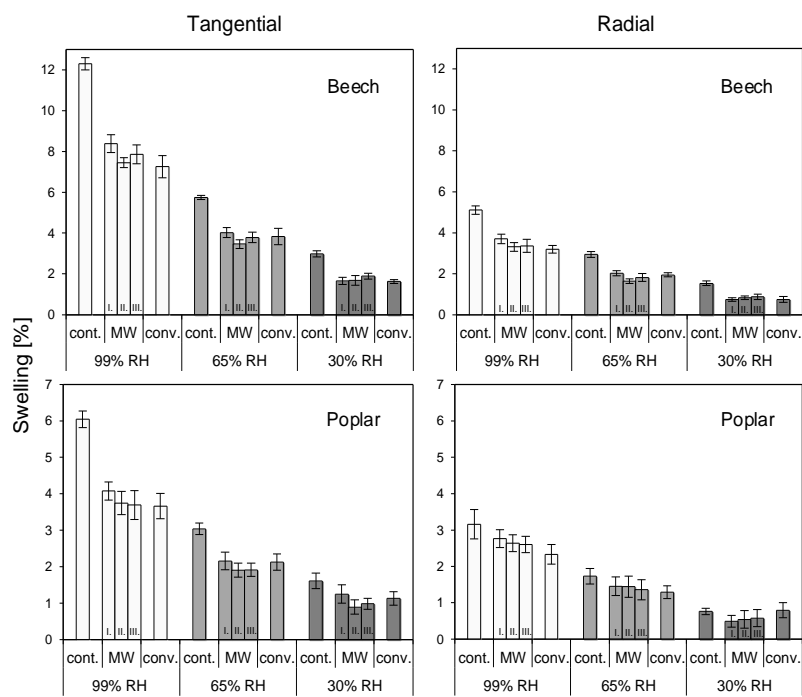 Tangential Radial
12
10
8
6
4
2
0
Beech
I. II. III. I. II. III. I. II. III.
cont. MW conv. cont. MW conv. cont. MW conv.
99% RH 65% RH 30% RH
12
10
8
6
4
2
0
Beech
I. II. III. I. II. III. I. II. III.
cont. MW conv. cont. MW conv. cont. MW conv.
99% RH 65% RH 30% RH
Swelling [%]
7
6
5
4
3
2
1
0
Poplar
I. II. III. I. II. III. I. II. III.
cont. MW conv. cont. MW conv. cont. MW conv.
99% RH 65% RH 30% RH
7
6
5
4
3
2
1
0
Poplar
I. II. III. I. II. III. I. II. III.
cont. MW conv. cont. MW conv. cont. MW conv.
99% RH 65% RH 30% RH